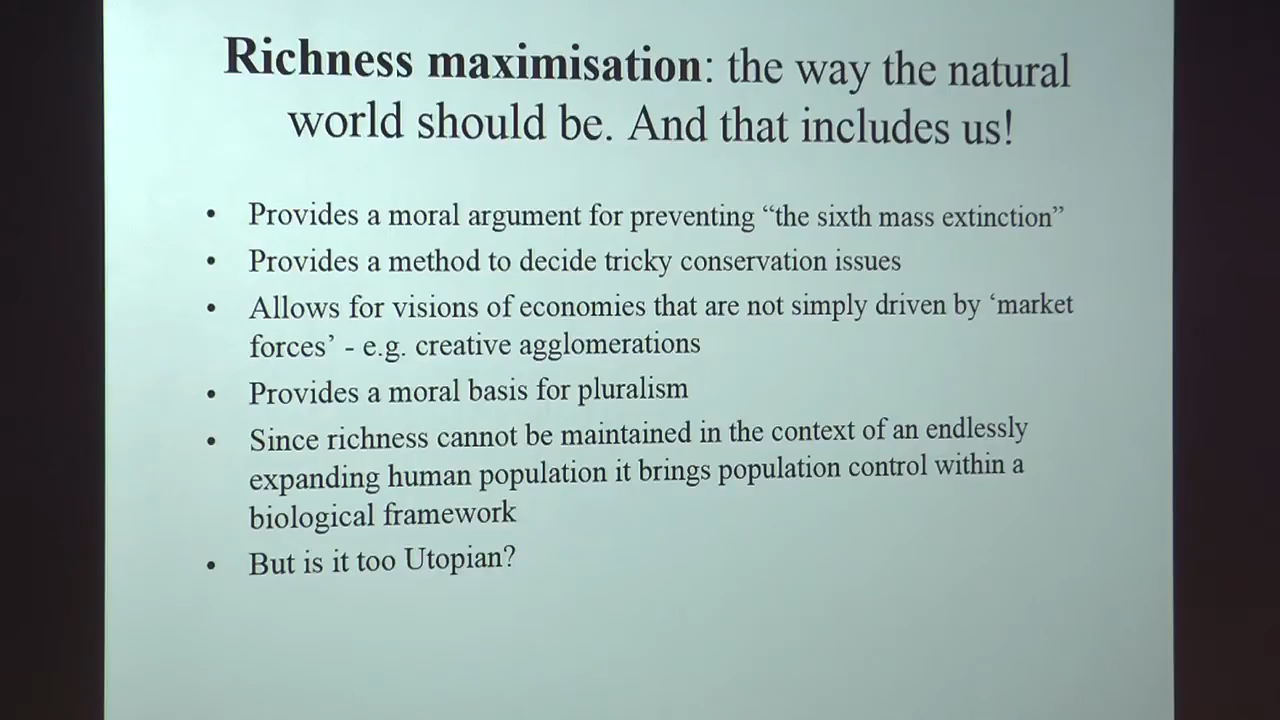 Richness maximisation: the way the natural
world should be. And that includes us!
• Provides a moral argument for preventing “the sixth mass extinction”
• Provides a method to decide tricky conservation issues
• Allows for visions of economies that are not simply driven by ‘market
forces’ - e.g. creative agglomerations
• Provides a moral basis for pluralism
• Since richness cannot be maintained in the context of an endlessly
expanding human population it brings population control within a
biological framework
• But is it too Utopian?